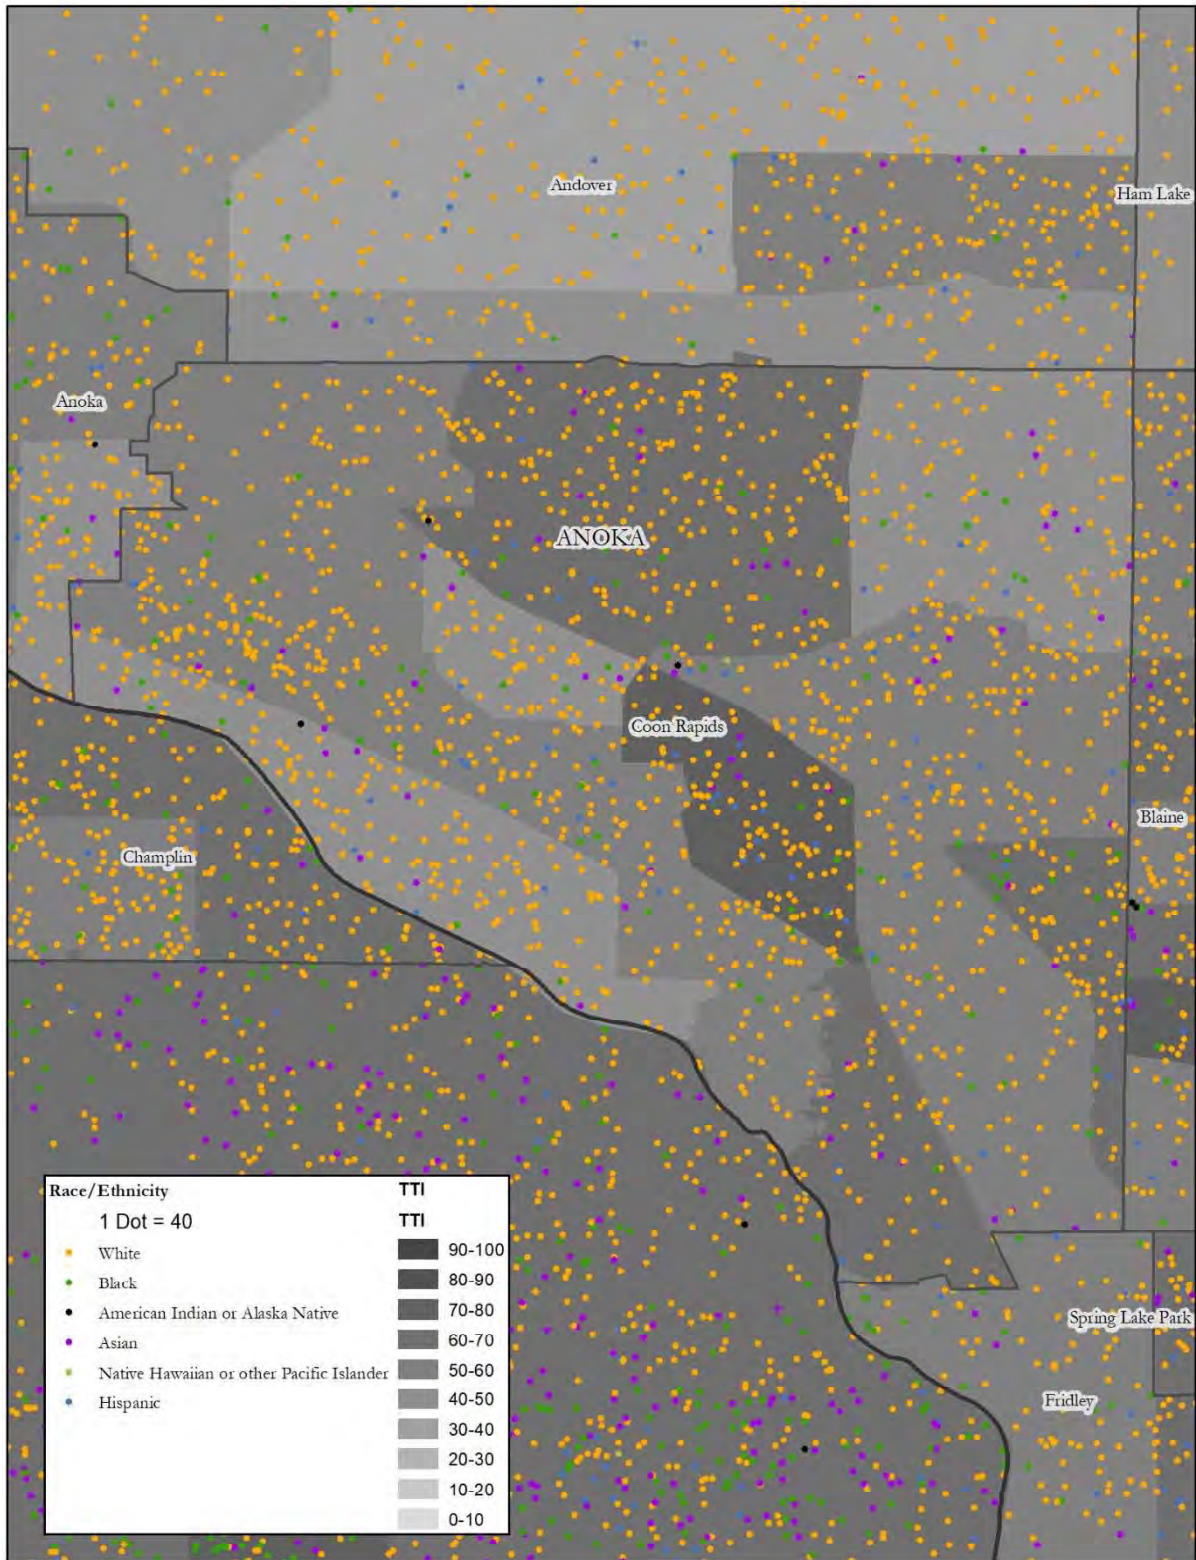 Andover
Ham Lake
Anoka
ANOKA
Coon Rapids
Blaine
Champlin
Spring Lake Park
Fridley
Race/Ethnicity
1 Dot = 40
White
Black
American Indian or Alaska Native
Asian
Native Hawaiian or other Pacific Islander
Hispanic
TTI
TTI
90-100
80-90
70-80
60-70
50-60
40-50
30-40
20-30
10-20
0-10